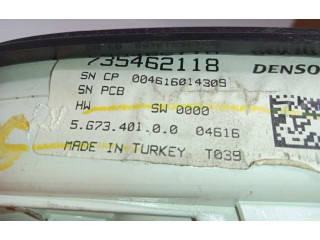 735462118
SN CP 004616014309
DENSO
SN PCB
HW SW 0000
5.673.401.0.0 04616
MADE IN TURKEY T039